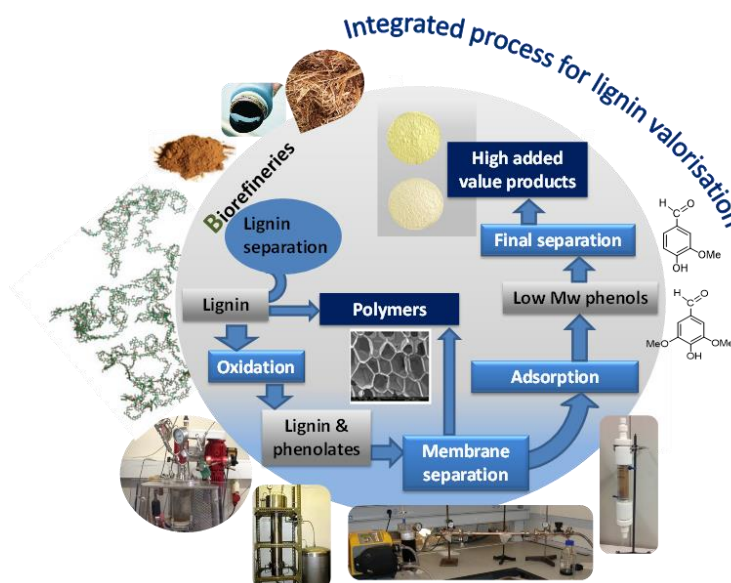 Integrated process for lignin valorisation
Biorefineries
Lignin
separation
Lignin
Oxidation
Lignin &
phenolates
Polymers
Membrane
separation
Adsorption
Low Mw phenols
Final separation
High added
value products
O
OMe
OH
O
MeO
OMe
OH